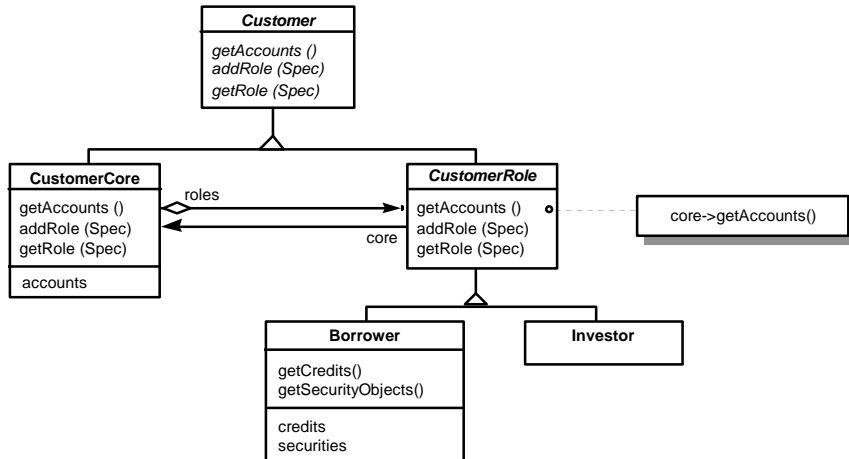 Customer
getAccounts ()
addRole (Spec)
getRole (Spec)
CustomerCore
getAccounts ()
addRole (Spec)
getRole (Spec)
accounts
roles
core
CustomerRole
getAccounts ()
addRole (Spec)
getRole (Spec)
core->getAccounts()
Borrower
getCredits()
getSecurityObjects()
credits
securities
Investor